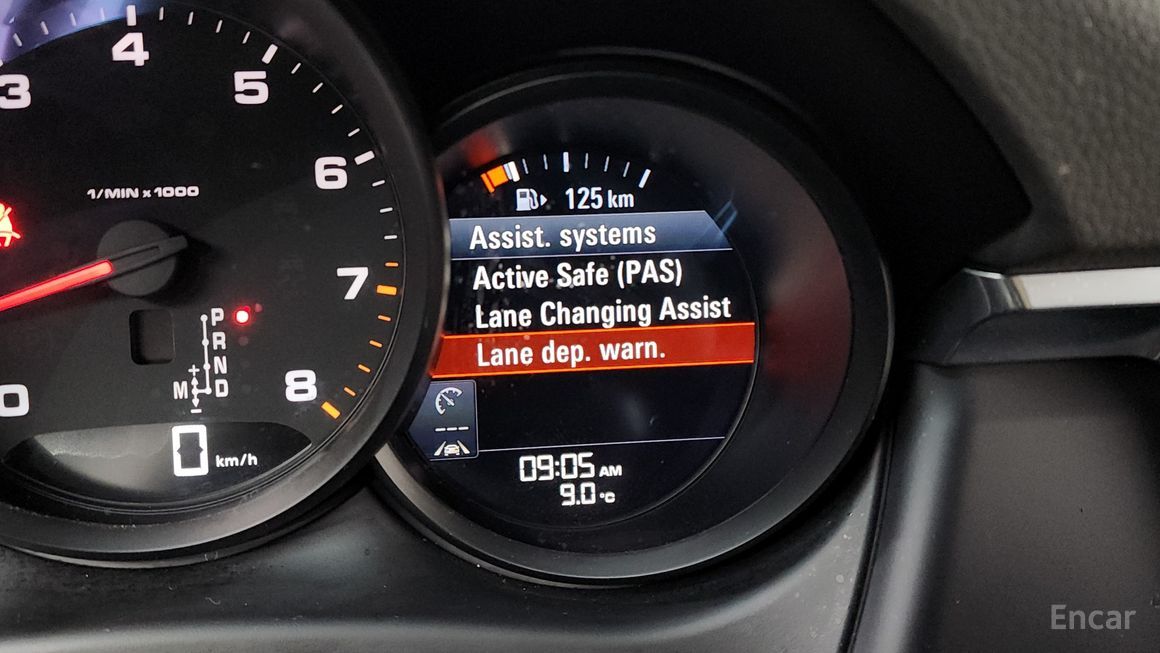 3
4
5
6
7
8
0
1/MIN x 1000
P
R
N
M + D
−
0 km/h
125 km
Assist. systems
Active Safe (PAS)
Lane Changing Assist
Lane dep. warn.
---
09:05 AM
9.0 °C
Encar